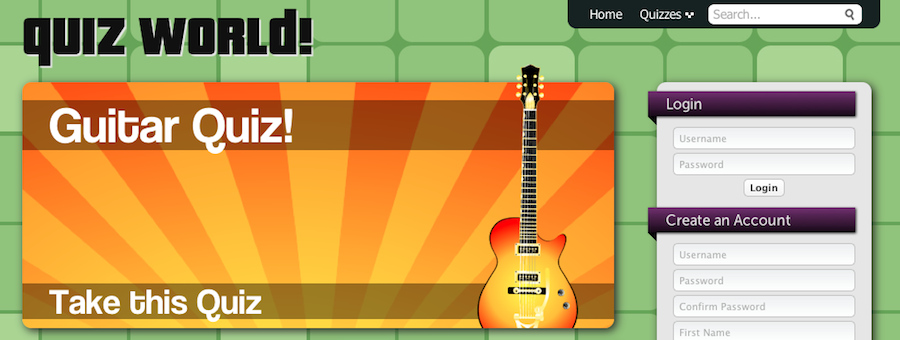 QUIZ WORLD!
Home Quizzes Search...
Guitar Quiz!
Take this Quiz
Login
Username
Password
Login
Create an Account
Username
Password
Confirm Password
First Name